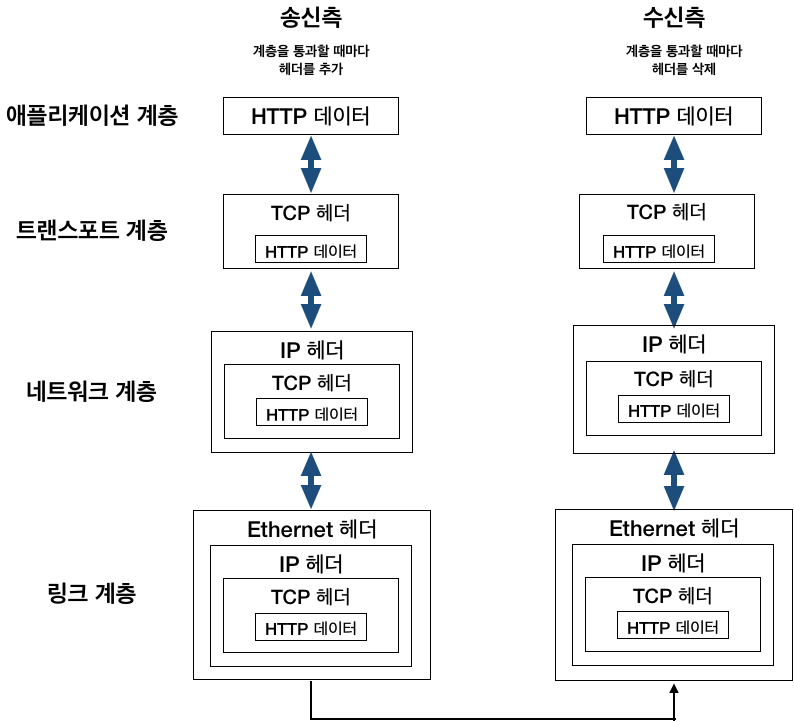 송신측
수신측
계층을 통과할 때마다
헤더를 추가
계층을 통과할 때마다
헤더를 삭제
애플리케이션 계층
HTTP 데이터
HTTP 데이터
트랜스포트 계층
TCP 헤더
HTTP 데이터
TCP 헤더
HTTP 데이터
네트워크 계층
IP 헤더
TCP 헤더
HTTP 데이터
IP 헤더
TCP 헤더
HTTP 데이터
링크 계층
Ethernet 헤더
IP 헤더
TCP 헤더
HTTP 데이터
Ethernet 헤더
IP 헤더
TCP 헤더
HTTP 데이터